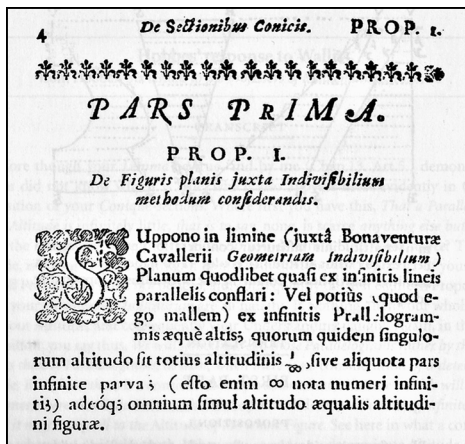 4 De Sectionibus Conicis. PROP. 1.
PARS PRIMA.
PROP. I.
De Figuris planis juxta Indivisibilium
methodum considerandis.
SUppono in limine (juxtâ Bonaventuræ
Cavallerii Geometriam Indivisibilium)
Planum quodlibet quasi ex infinitis lineis
parallelis conflari: Vel potiùs (quod e-
go mallem) ex infinitis Prallelogram-
mis æquè altis; quorum quidem singulo-
rum altitudo sit totius altitudinis 1/∞, sive aliquota pars
infinite parva; (esto enim ∞ nota numeri infini-
ti;) adeóq; omnium simul altitudo æqualis altitudi-
ni figuræ.